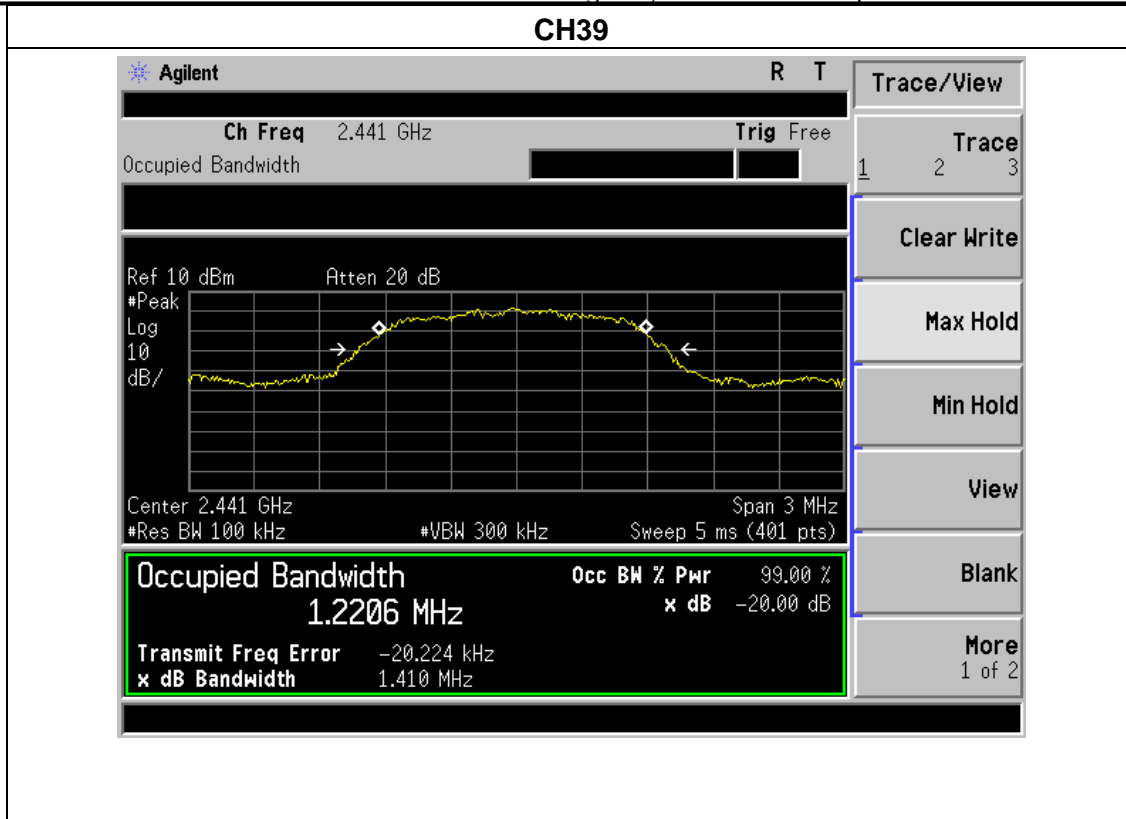 CH39
Agilent R T
Trace/View
Ch Freq 2.441 GHz Trig Free
Occupied Bandwidth
Trace
1 2 3
Clear Write
Ref 10 dBm Atten 20 dB
#Peak
Log
10
dB/
Max Hold
Min Hold
View
Center 2.441 GHz Span 3 MHz
#Res BW 100 kHz #VBW 300 kHz Sweep 5 ms (401 pts)
Occupied Bandwidth Occ BW % Pwr 99.00 %
1.2206 MHz x dB -20.00 dB
Blank
Transmit Freq Error -20.224 kHz
x dB Bandwidth 1.410 MHz
More
1 of 2